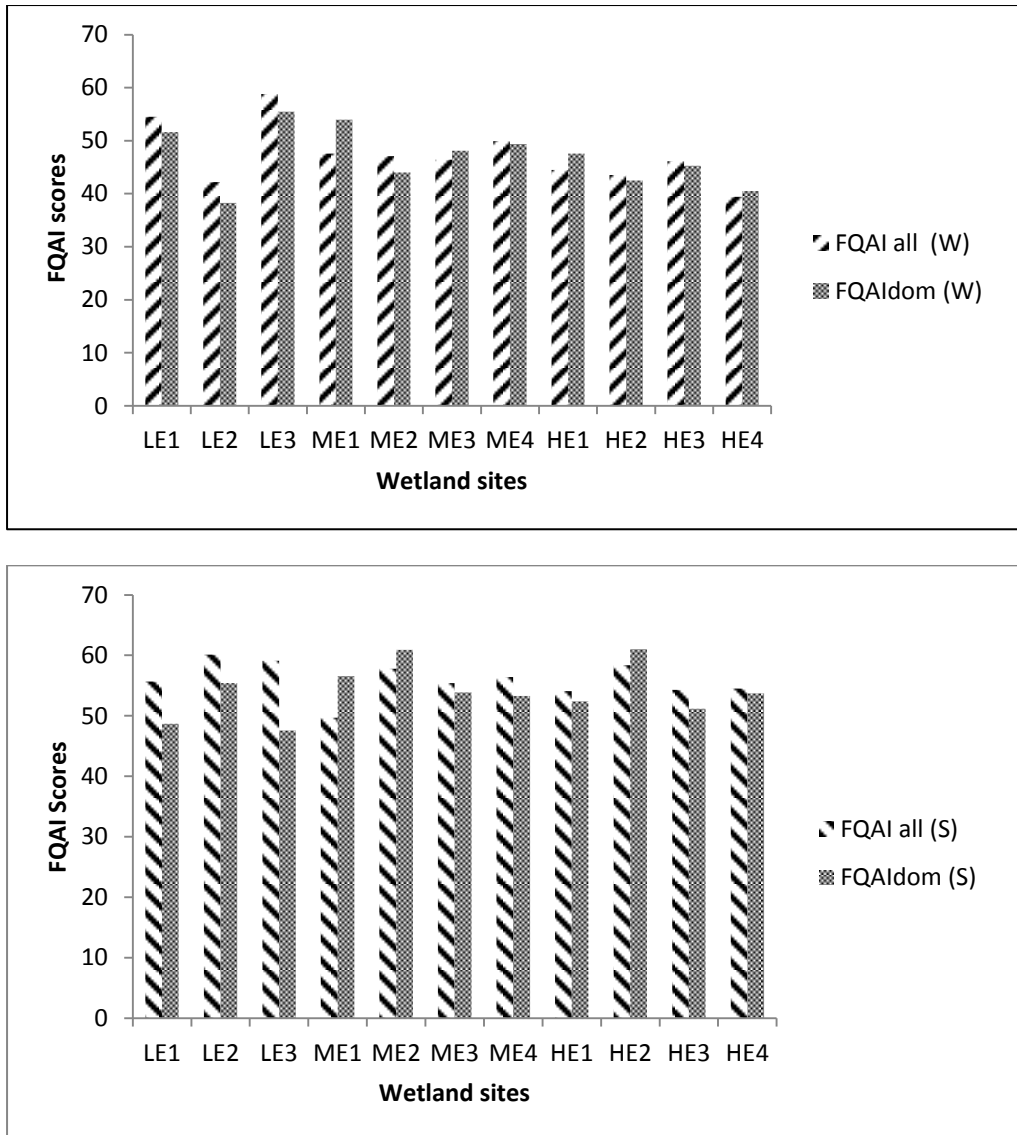 70
60
50
40
30
20
10
0
FQAI scores
LE1 LE2 LE3 ME1 ME2 ME3 ME4 HE1 HE2 HE3 HE4
Wetland sites
FQAI all (W)
FQAIdom (W)
70
60
50
40
30
20
10
0
FQAI Scores
LE1 LE2 LE3 ME1 ME2 ME3 ME4 HE1 HE2 HE3 HE4
Wetland sites
FQAI all (S)
FQAIdom (S)